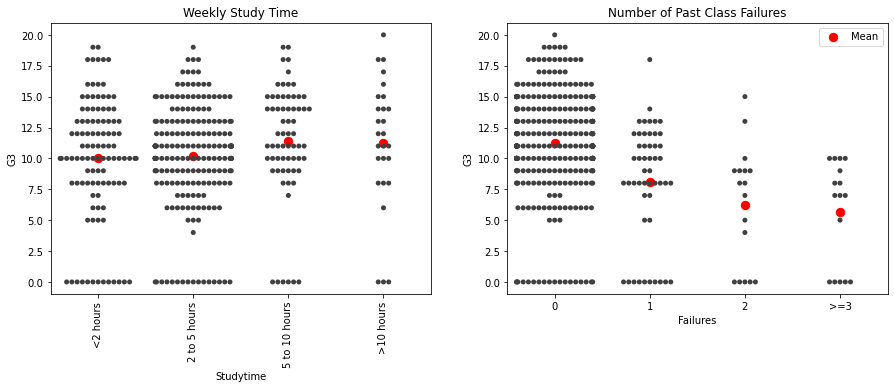 Weekly Study Time
20.0
17.5
15.0
12.5
10.0
7.5
5.0
2.5
0.0
G3
<2 hours
2 to 5 hours
5 to 10 hours
>10 hours
Studytime
Number of Past Class Failures
Mean
20.0
17.5
15.0
12.5
10.0
7.5
5.0
2.5
0.0
G3
0
1
2
>=3
Failures